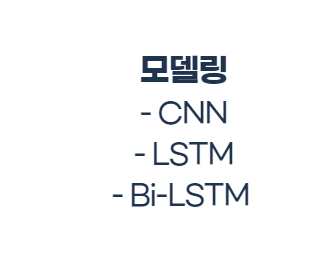 모델링
- CNN
- LSTM
- Bi-LSTM